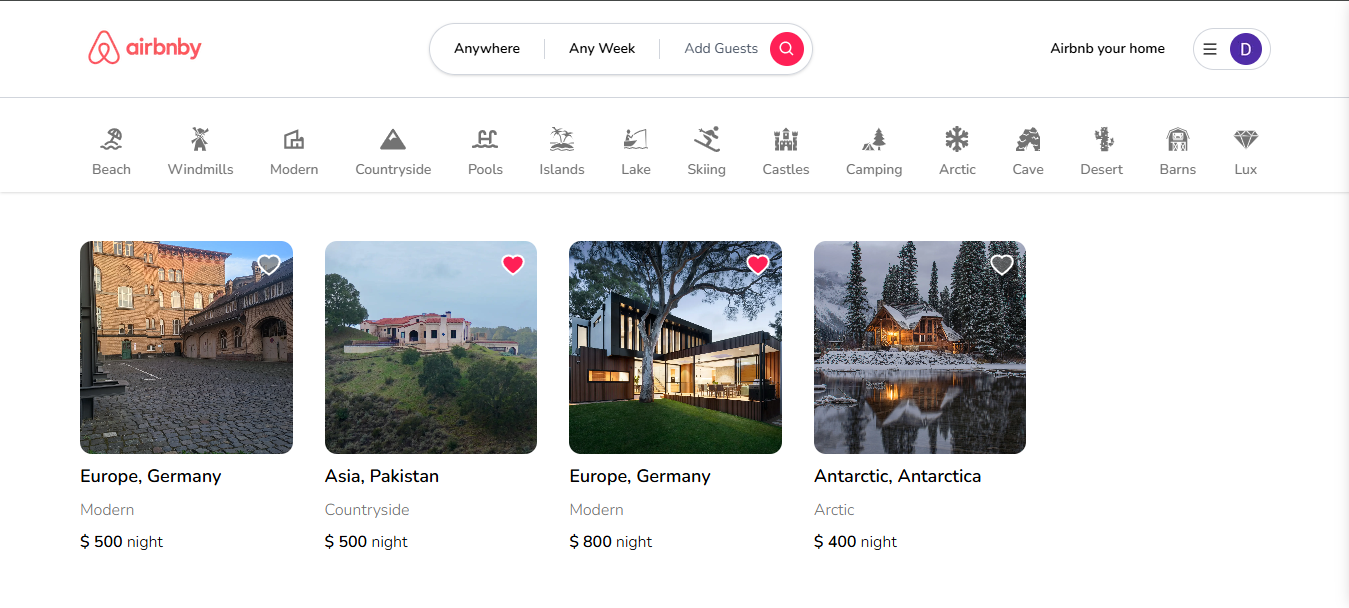 airbnby
Anywhere Any Week Add Guests
Airbnb your home
D
Beach Windmills Modern Countryside Pools Islands Lake Skiing Castles Camping Arctic Cave Desert Barns Lux
Europe, Germany
Modern
$ 500 night
Asia, Pakistan
Countryside
$ 500 night
Europe, Germany
Modern
$ 800 night
Antarctic, Antarctica
Arctic
$ 400 night